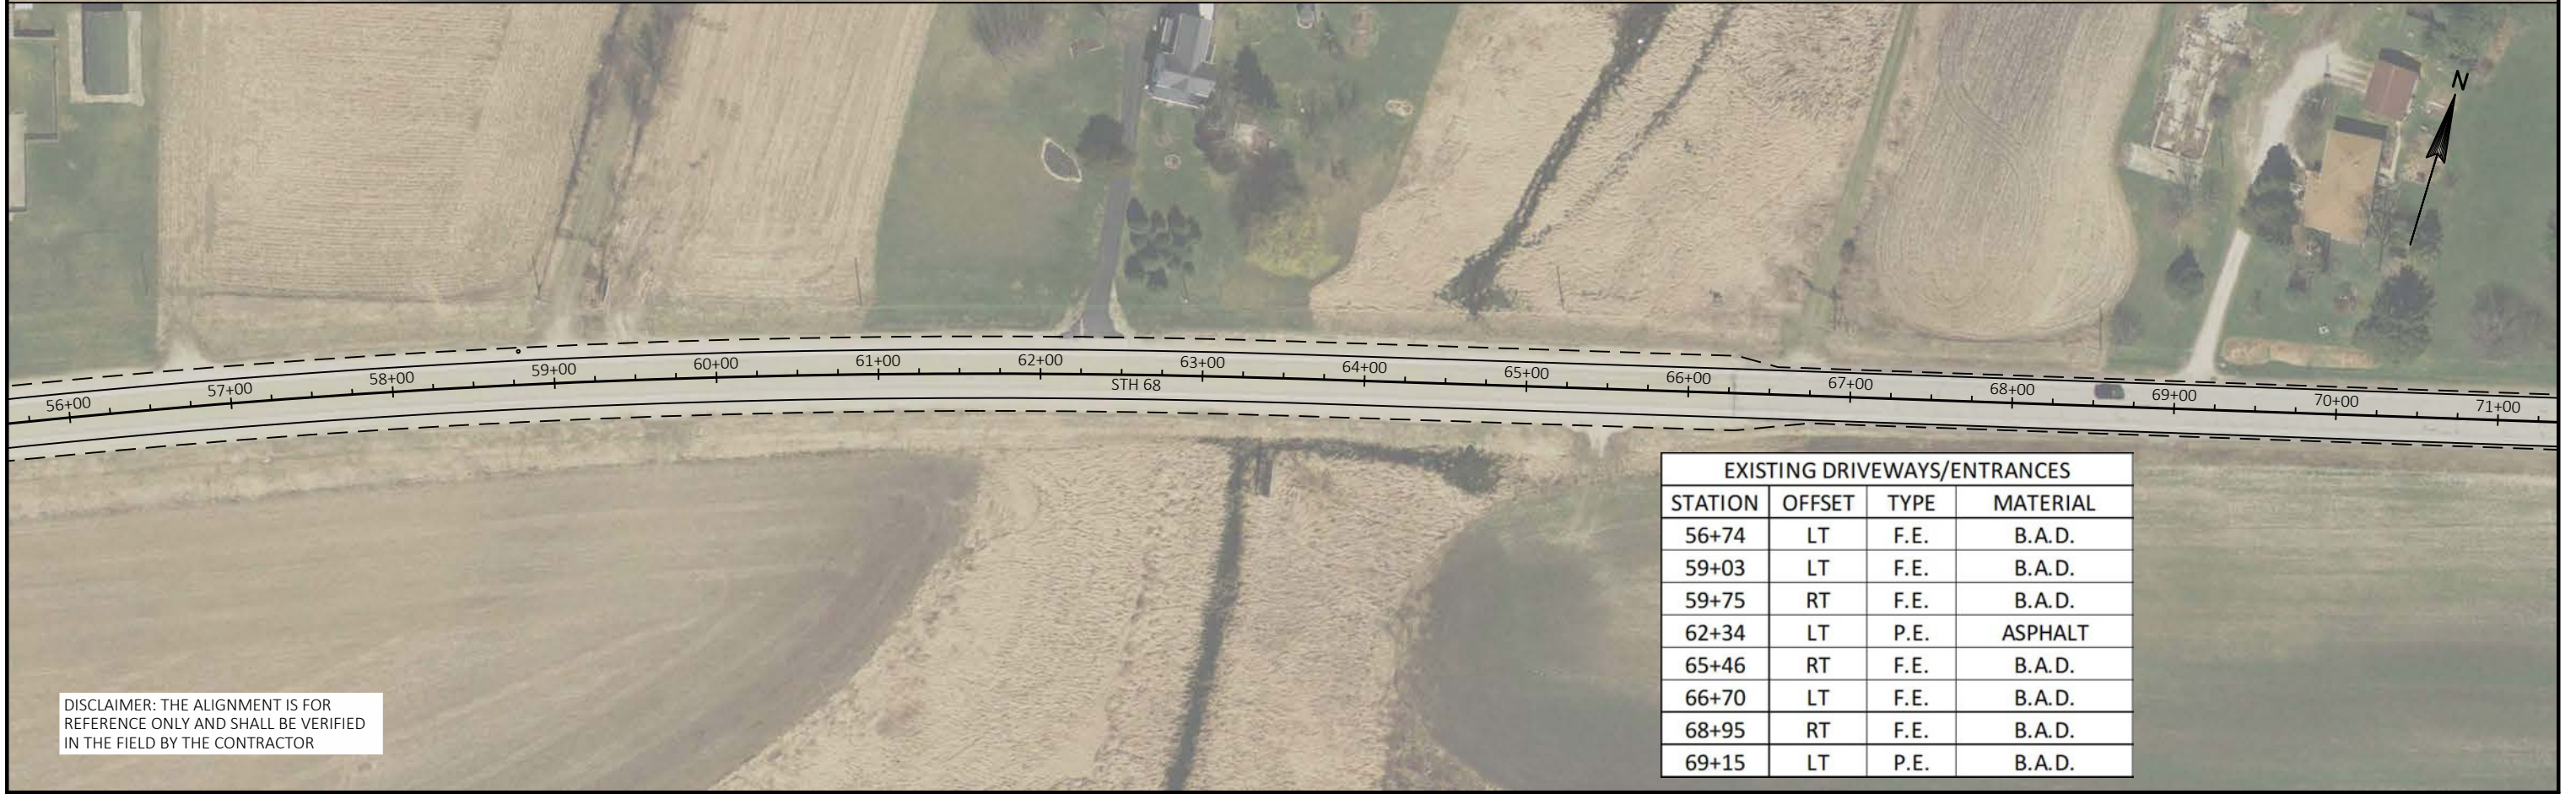 N
56+00
57+00
58+00
59+00
60+00
61+00
62+00
63+00
64+00
65+00
66+00
67+00
68+00
69+00
70+00
71+00
STH 68
EXISTING DRIVEWAYS/ENTRANCES
STATION OFFSET TYPE MATERIAL
56+74 LT F.E. B.A.D.
59+03 LT F.E. B.A.D.
59+75 RT F.E. B.A.D.
62+34 LT P.E. ASPHALT
65+46 RT F.E. B.A.D.
66+70 LT F.E. B.A.D.
68+95 RT F.E. B.A.D.
69+15 LT P.E. B.A.D.
DISCLAIMER: THE ALIGNMENT IS FOR
REFERENCE ONLY AND SHALL BE VERIFIED
IN THE FIELD BY THE CONTRACTOR